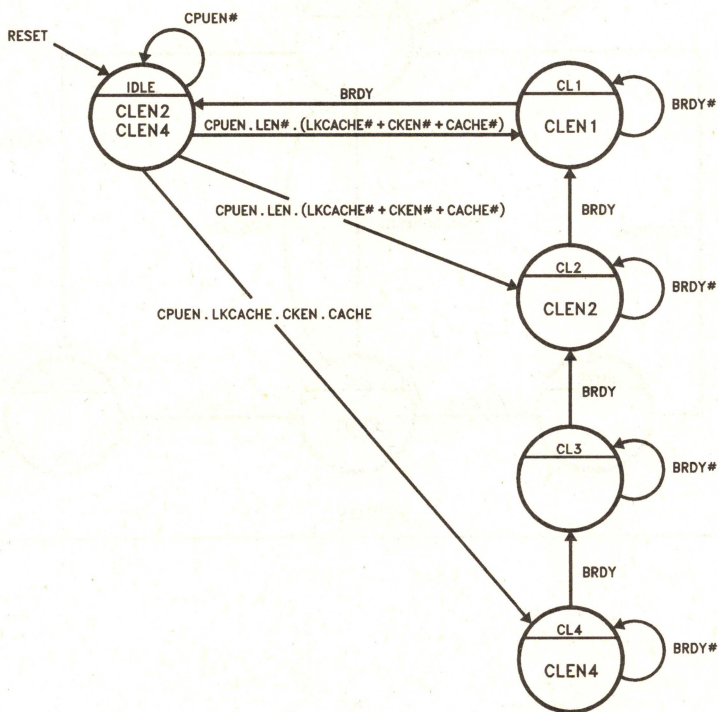 CPUEN#
RESET
IDLE
CLEN2
CLEN4
BRDY
CPUEN.LEN#.(LKCACHE#+CKEN#+CACHE#)
CL1
CLEN1
BRDY#
CPUEN.LEN.(LKCACHE#+CKEN#+CACHE#)
BRDY
CL2
CLEN2
BRDY#
CPUEN.LKCACHE.CKEN.CACHE
BRDY
CL3
BRDY#
BRDY
CL4
CLEN4
BRDY#